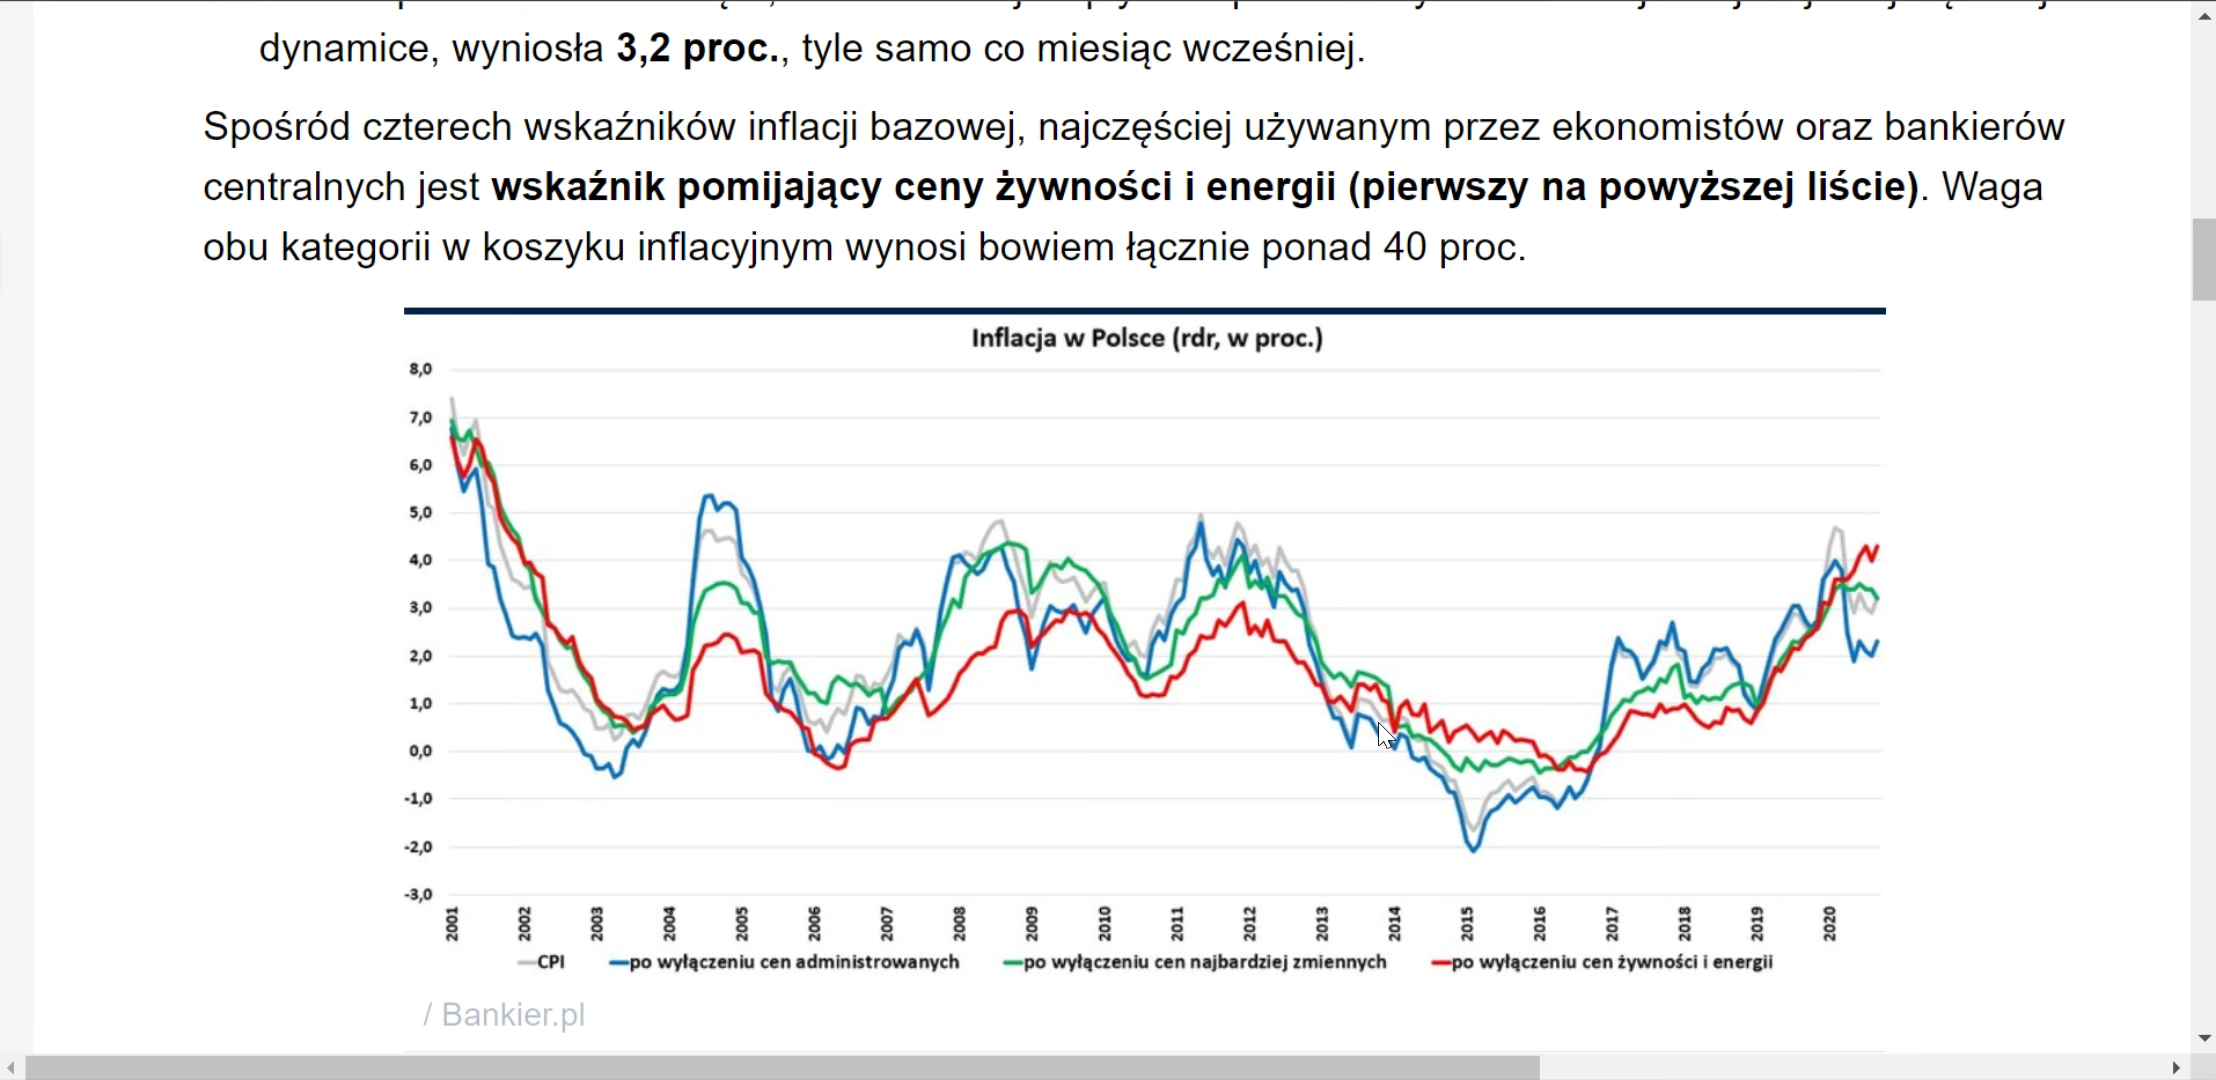 dynamice, wyniosła 3,2 proc., tyle samo co miesiąc wcześniej.
Spośród czterech wskaźników inflacji bazowej, najczęściej używanym przez ekonomistów oraz bankierów
centralnych jest wskaźnik pomijający ceny żywności i energii (pierwszy na powyższej liście). Waga
obu kategorii w koszyku inflacyjnym wynosi bowiem łącznie ponad 40 proc.
Inflacja w Polsce (rdr, w proc.)
8,0
7,0
6,0
5,0
4,0
3,0
2,0
1,0
0,0
-1,0
-2,0
-3,0
2001 2002 2003 2004 2005 2006 2007 2008 2009 2010 2011 2012 2013 2014 2015 2016 2017 2018 2019 2020
CPI po wyłączeniu cen administrowanych po wyłączeniu cen najbardziej zmiennych po wyłączeniu cen żywności i energii
/ Bankier.pl